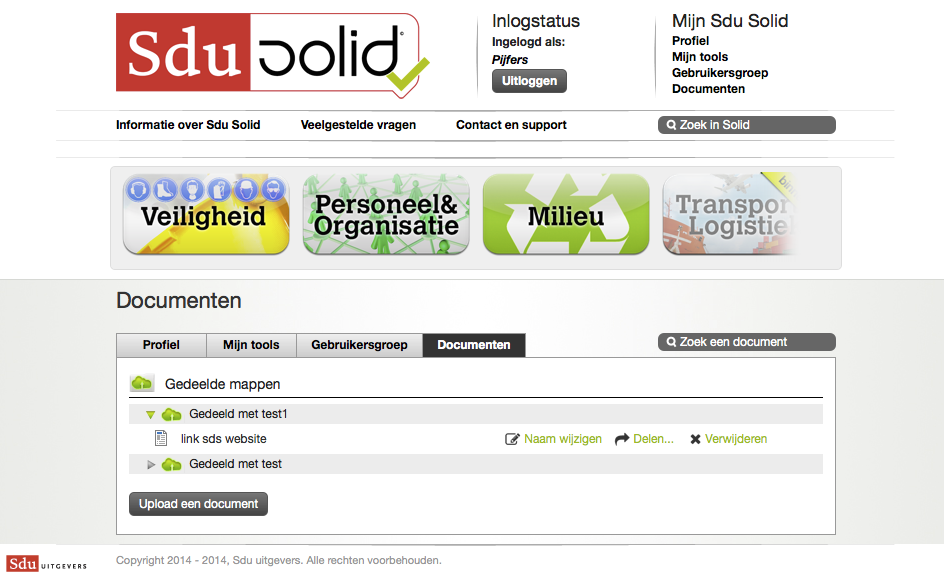 Sdu solid
Inlogstatus
Ingelogd als:
Pijfers
Uitloggen
Mijn Sdu Solid
Profiel
Mijn tools
Gebruikersgroep
Documenten
Informatie over Sdu Solid
Veelgestelde vragen
Contact en support
Zoek in Solid
Veiligheid
Personeel&
Organisatie
Milieu
Transpor
Logistie
Documenten
Profiel
Mijn tools
Gebruikersgroep
Documenten
Zoek een document
Gedeelde mappen
Gedeeld met test1
link sds website
Naam wijzigen
Delen...
Verwijderen
Gedeeld met test
Upload een document
Sdu UITGEVERS
Copyright 2014 - 2014, Sdu uitgevers. Alle rechten voorbehouden.